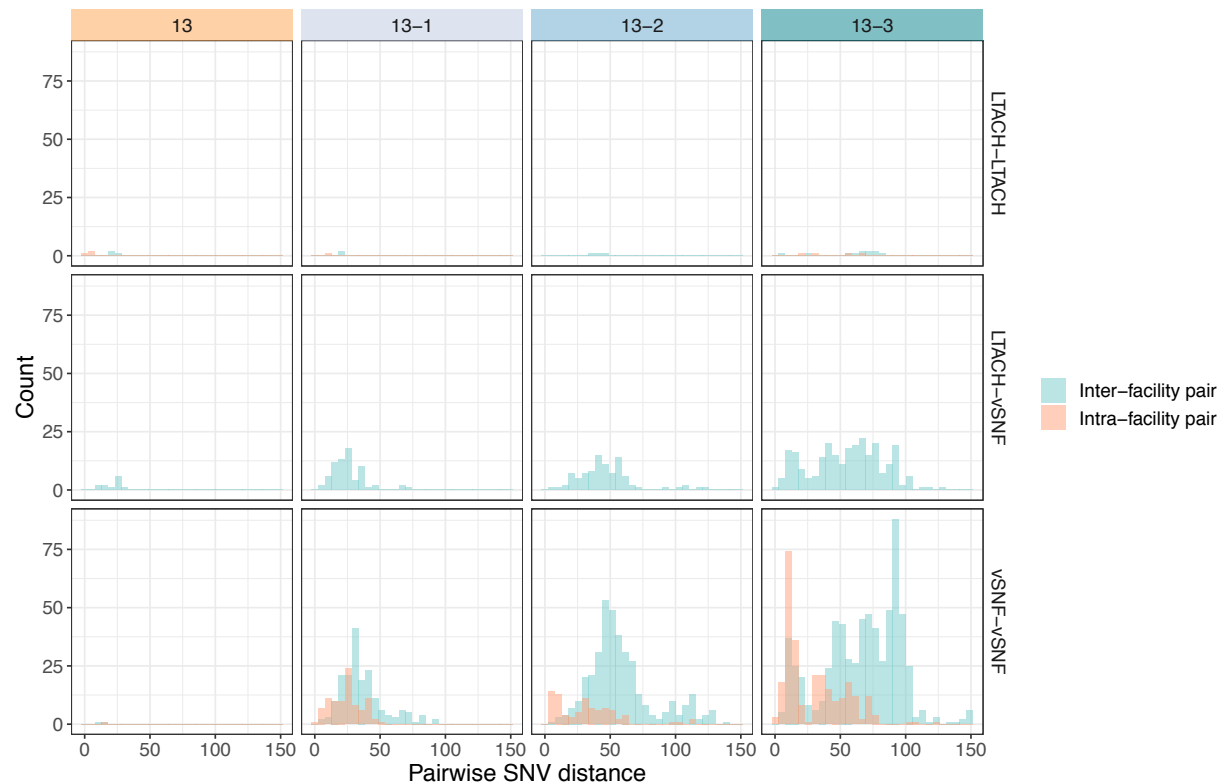 13 13−1 13−2 13−3
75
50
25
0
LTACH−LTACH
75
50
25
0
LTACH−vSNF
75
50
25
0
vSNF−vSNF
0 50 100 150 0 50 100 150 0 50 100 150 0 50 100 150
Pairwise SNV distance
Count
Inter−facility pair
Intra−facility pair